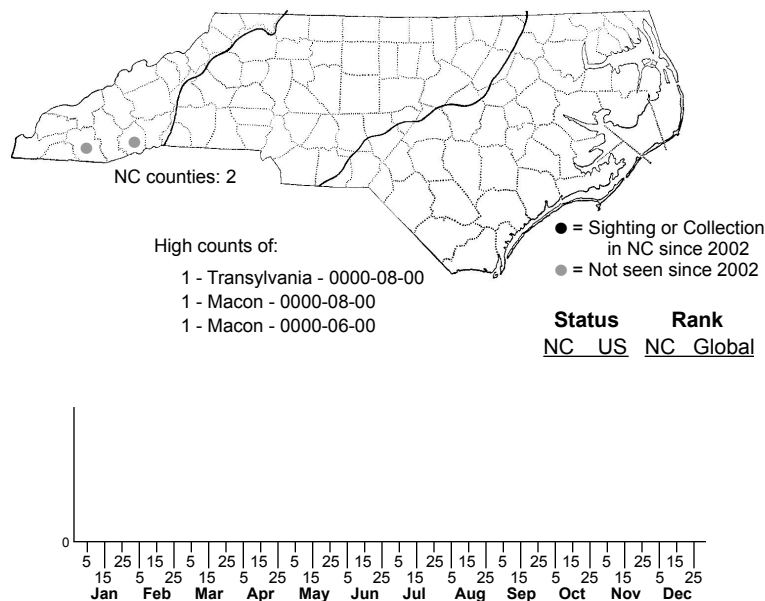 NC counties: 2
High counts of:
1 - Transylvania - 0000-08-00
1 - Macon - 0000-08-00
1 - Macon - 0000-06-00
= Sighting or Collection
in NC since 2002
= Not seen since 2002
Status Rank
NC US NC Global
0
5 25 15 5 25 15 5 25 15 5 25 15 5 25 15 5 25 15
15 5 25 15 5 25 15 5 25 15 5 25 15 5 25 15 5 25
Jan Feb Mar Apr May Jun Jul Aug Sep Oct Nov Dec